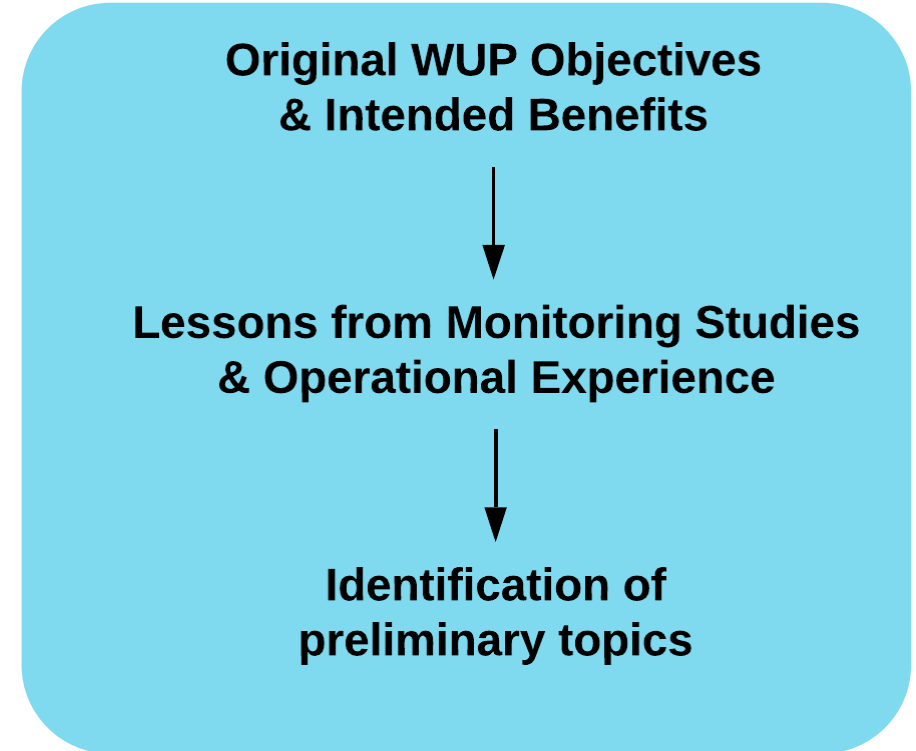 Original WUP Objectives
& Intended Benefits
Lessons from Monitoring Studies
& Operational Experience
Identification of
preliminary topics